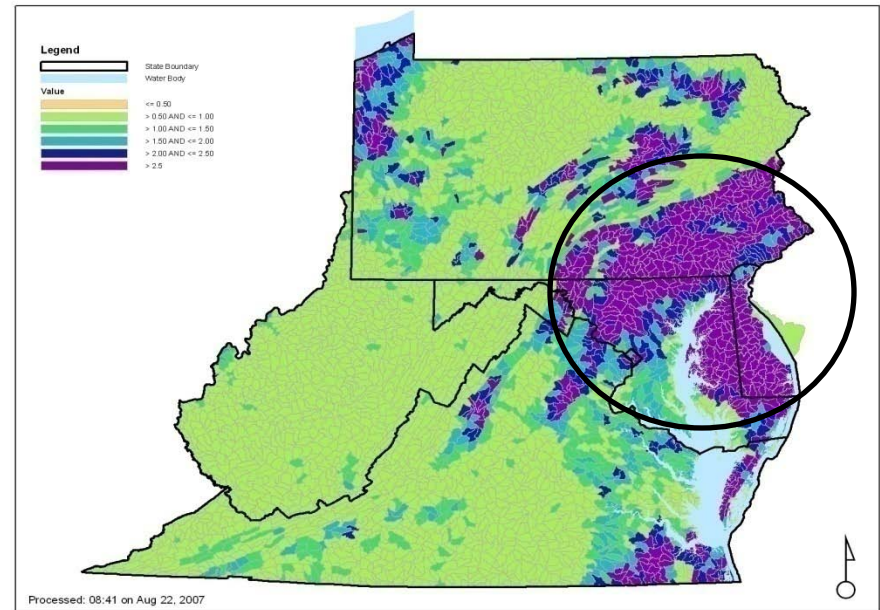 Legend
State Boundary
Water Body
Value
<= 0.50
> 0.50 AND <= 1.00
> 1.00 AND <= 1.50
> 1.50 AND <= 2.00
> 2.00 AND <= 2.50
> 2.5
Processed: 08:41 on Aug 22, 2007